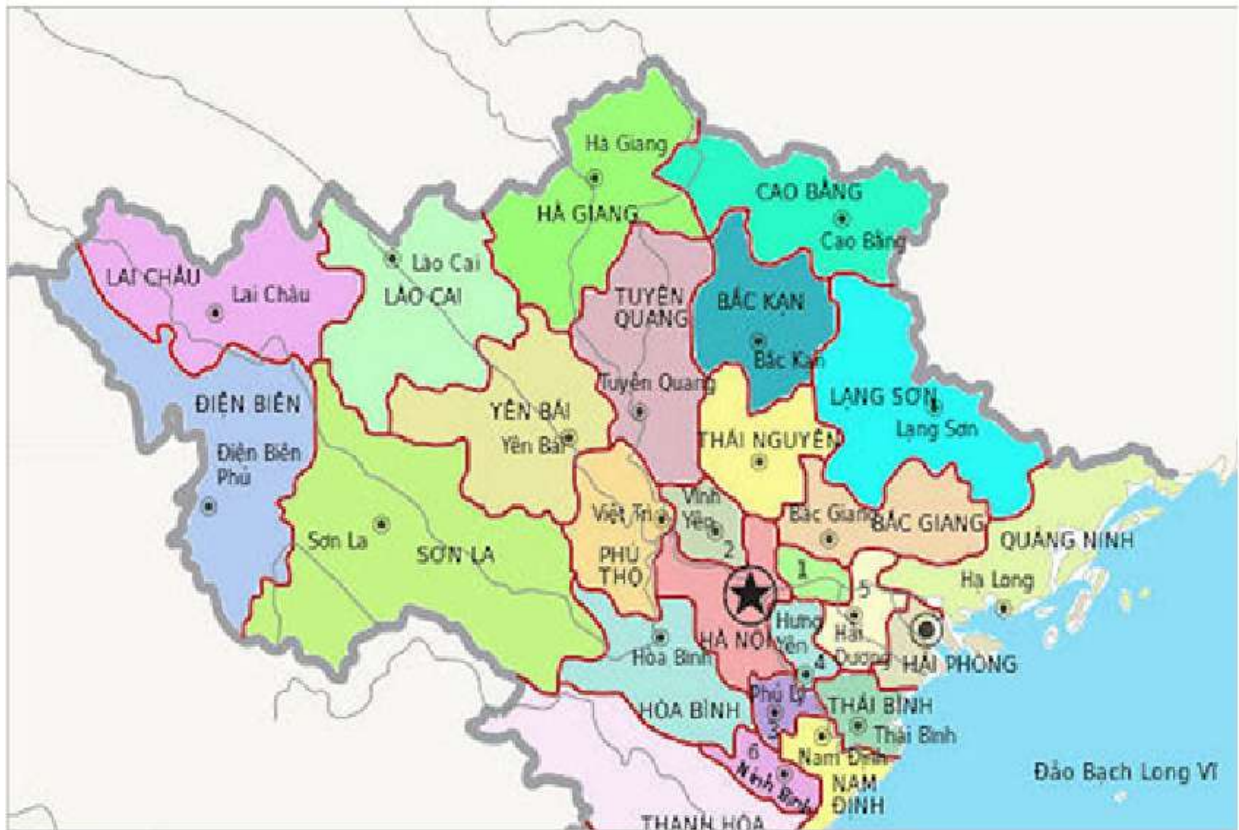 Hà Giang
HÀ GIANG
CAO BẰNG
Cao Bằng
LAI CHÂU
Lai Châu
Lào Cai
LÀO CAI
TUYÊN
QUANG
Tuyên Quang
BẮC KẠN
Bắc Kạn
LẠNG SƠN
Lạng Sơn
ĐIỆN BIÊN
Điện Biên
Phủ
YÊN BÁI
Yên Bái
THÁI NGUYÊN
Sơn La
SƠN LA
Việt Trì
PHÚ
THỌ
Vĩnh
Yên
2
Bắc Giang
BẮC GIANG
QUẢNG NINH
Hạ Long
1
5
HÀ NỘI
Hưng
Yên
4
Hải
Dương
HẢI PHÒNG
Hòa Bình
HÒA BÌNH
Phủ Lý
3
THÁI BÌNH
Thái Bình
6
Ninh Bình
Nam Định
NAM
ĐỊNH
THANH HÓA
Đảo Bạch Long Vĩ